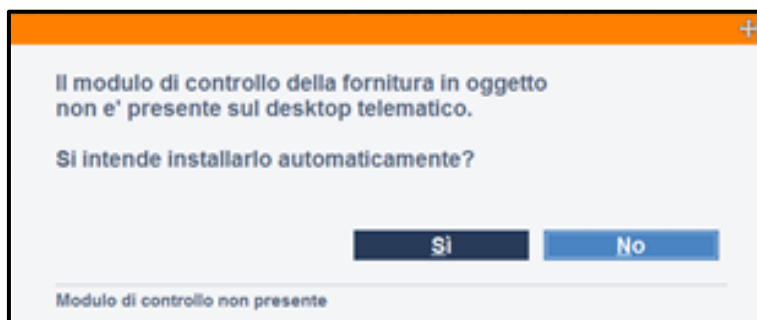 Il modulo di controllo della fornitura in oggetto
non e' presente sul desktop telematico.
Si intende installarlo automaticamente?
Sì
No
Modulo di controllo non presente